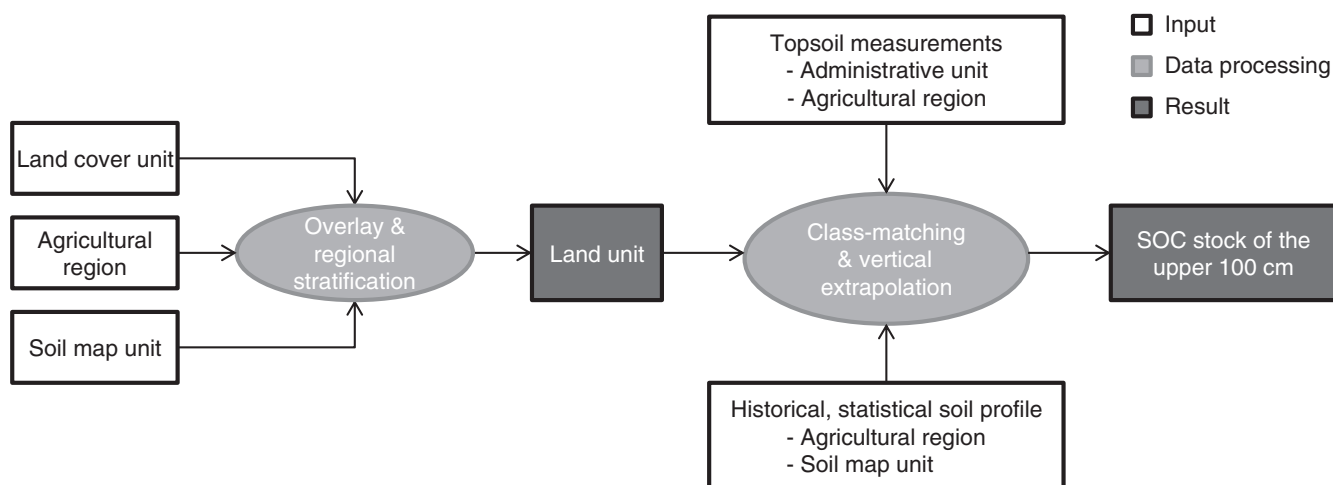 Topsoil measurements
- Administrative unit
- Agricultural region
Input
Data processing
Result
Land cover unit
Agricultural
region
Soil map unit
Overlay &
regional
stratification
Land unit
Class-matching
& vertical
extrapolation
SOC stock of the
upper 100 cm
Historical, statistical soil profile
- Agricultural region
- Soil map unit